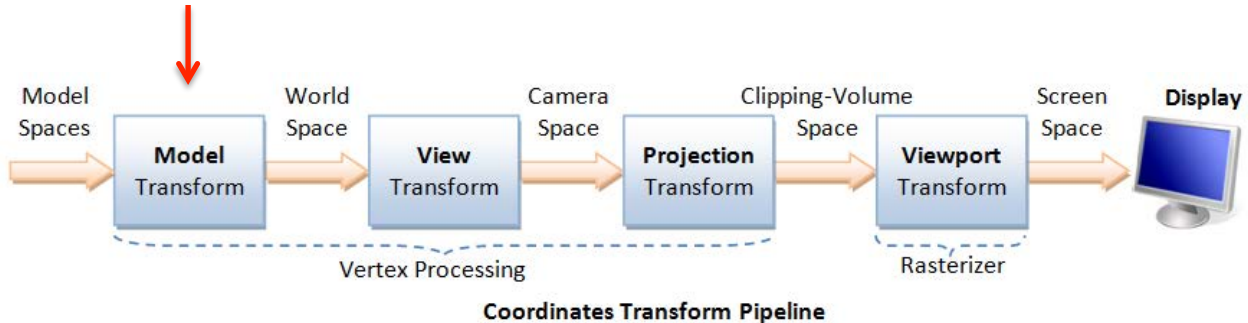 Model
Spaces
Model
Transform
World
Space
View
Transform
Camera
Space
Projection
Transform
Clipping-Volume
Space
Viewport
Transform
Screen
Space
Display
Vertex Processing
Rasterizer
Coordinates Transform Pipeline